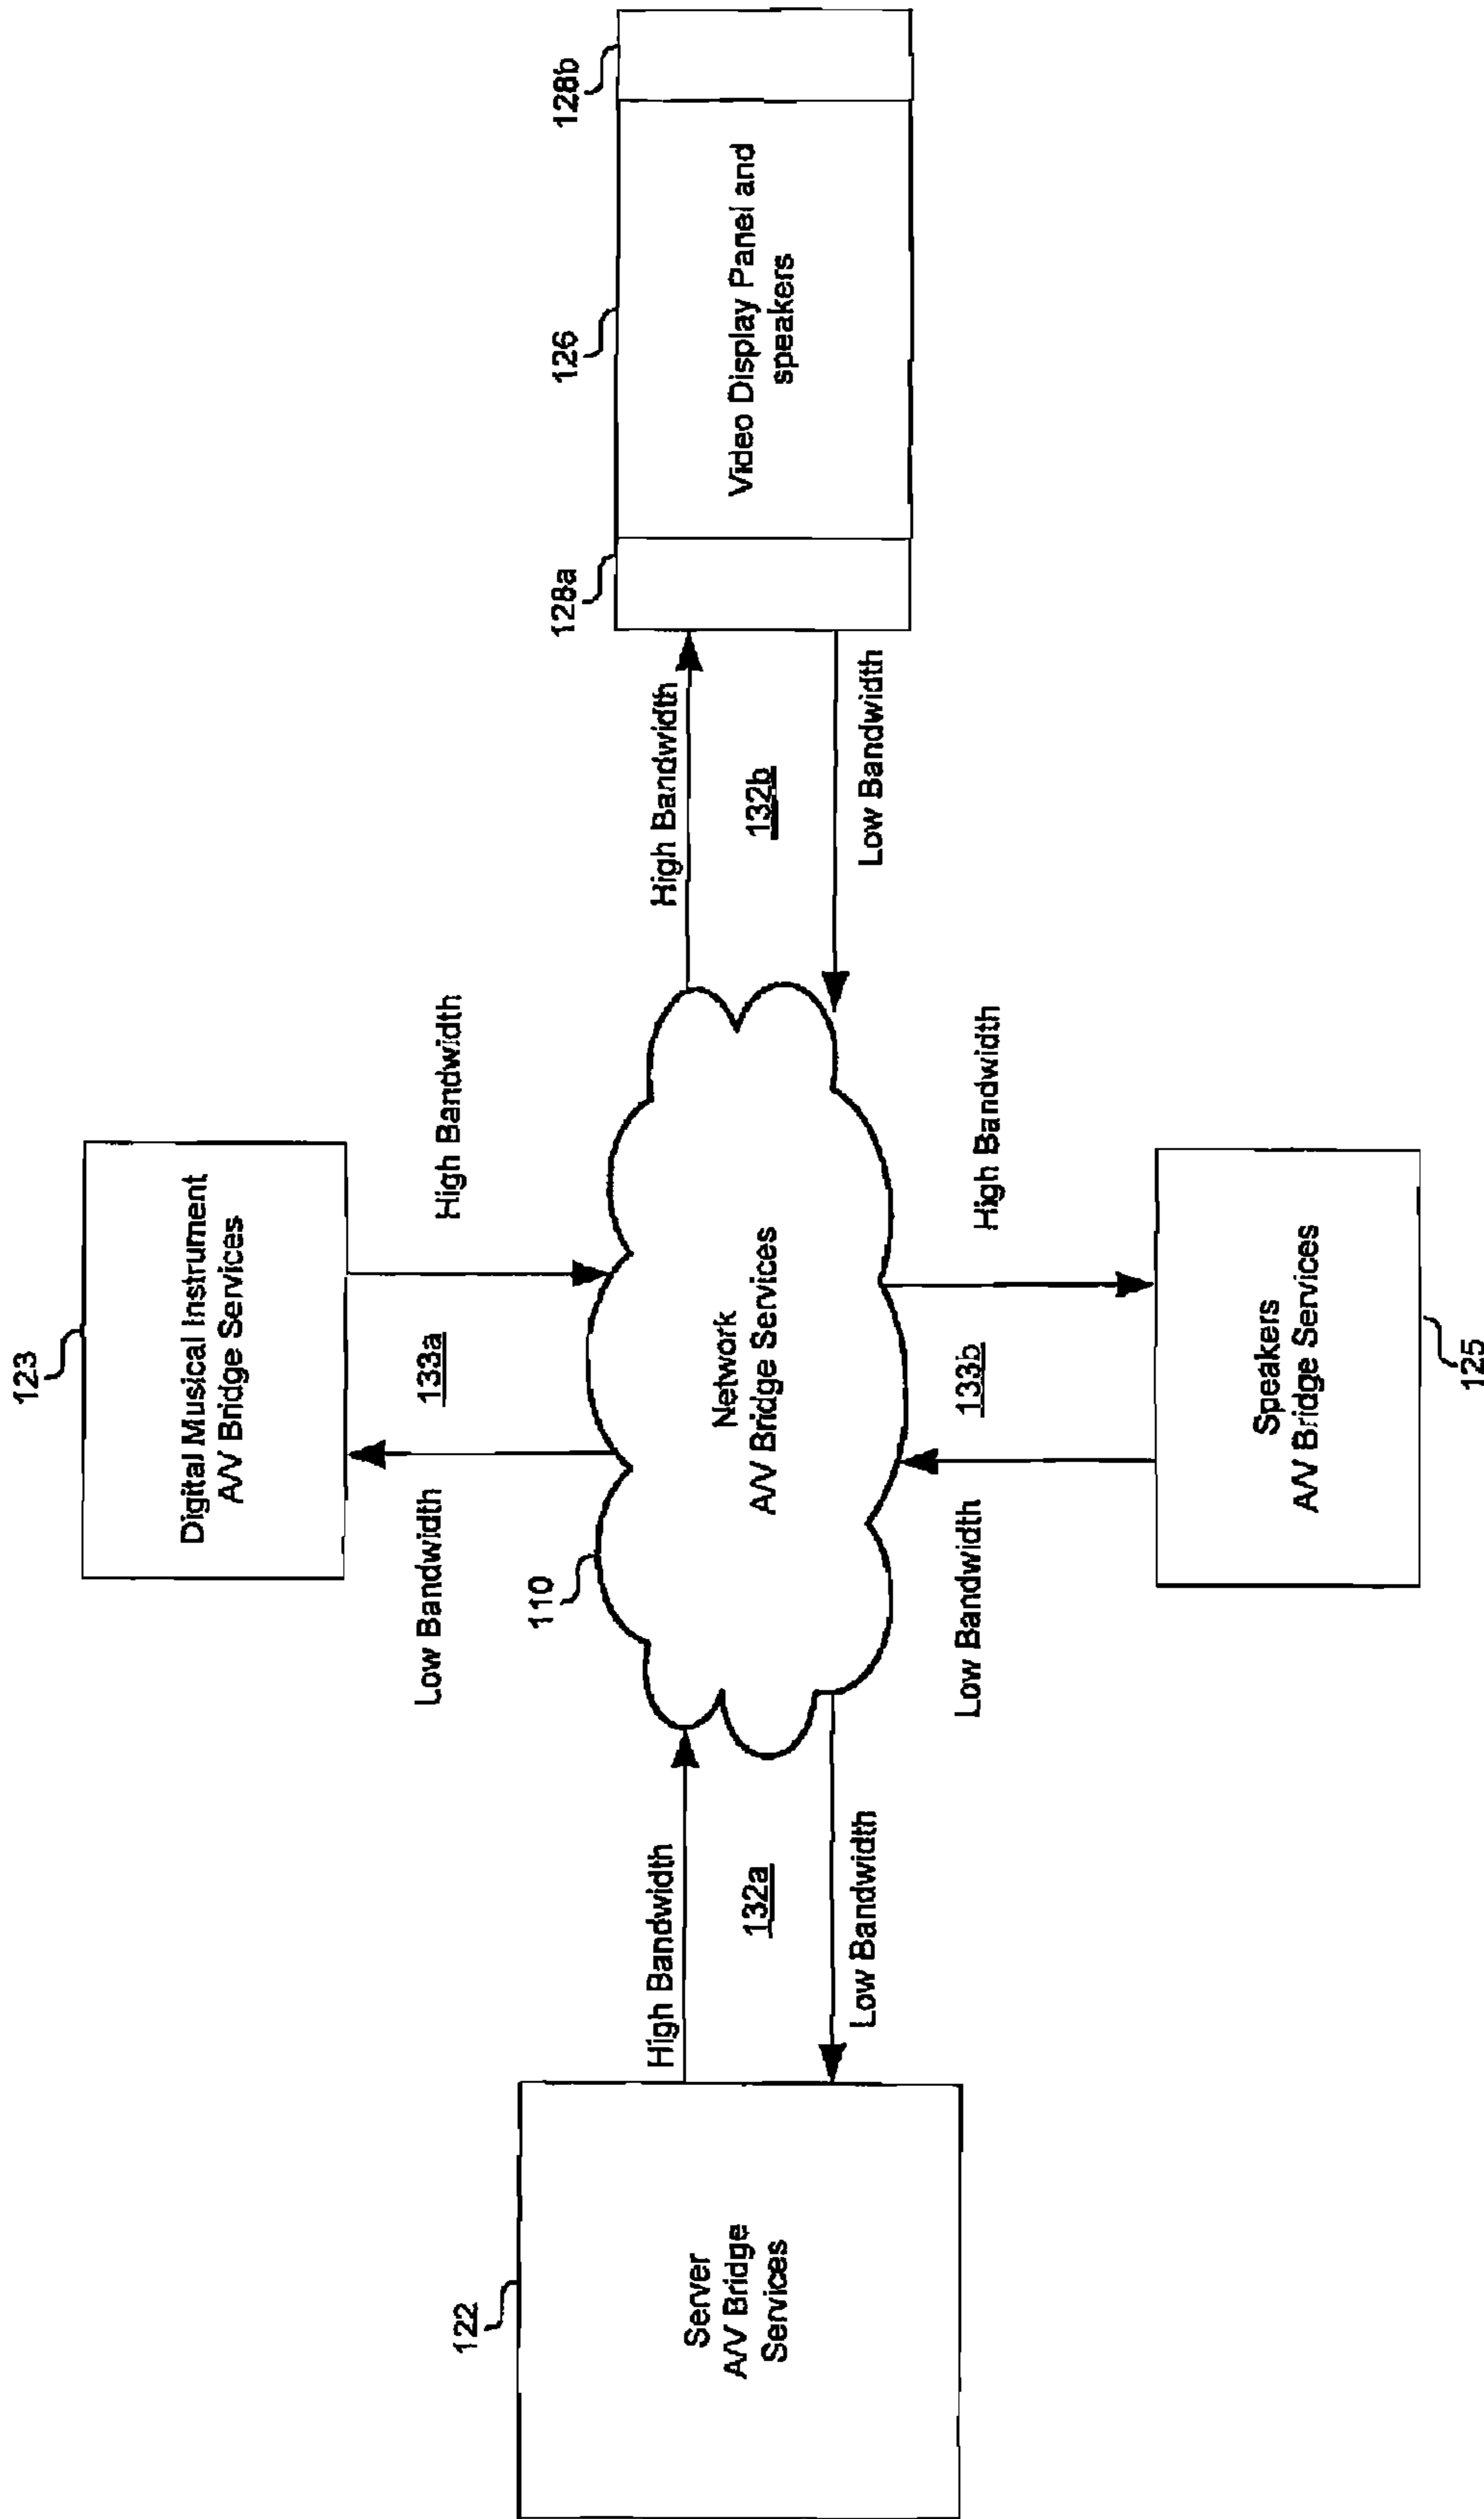 123
Digital Musical Instrument
A/V Bridge Services
Low Bandwidth
133a
High Bandwidth
122
Server
A/V Bridge
Services
High Bandwidth
132a
Low Bandwidth
110
Network
A/V Bridge Services
High Bandwidth
132b
Low Bandwidth
128a
126
128b
Video Display Panel and
speakers
Low Bandwidth
133b
High Bandwidth
Speakers
A/V Bridge Services
125